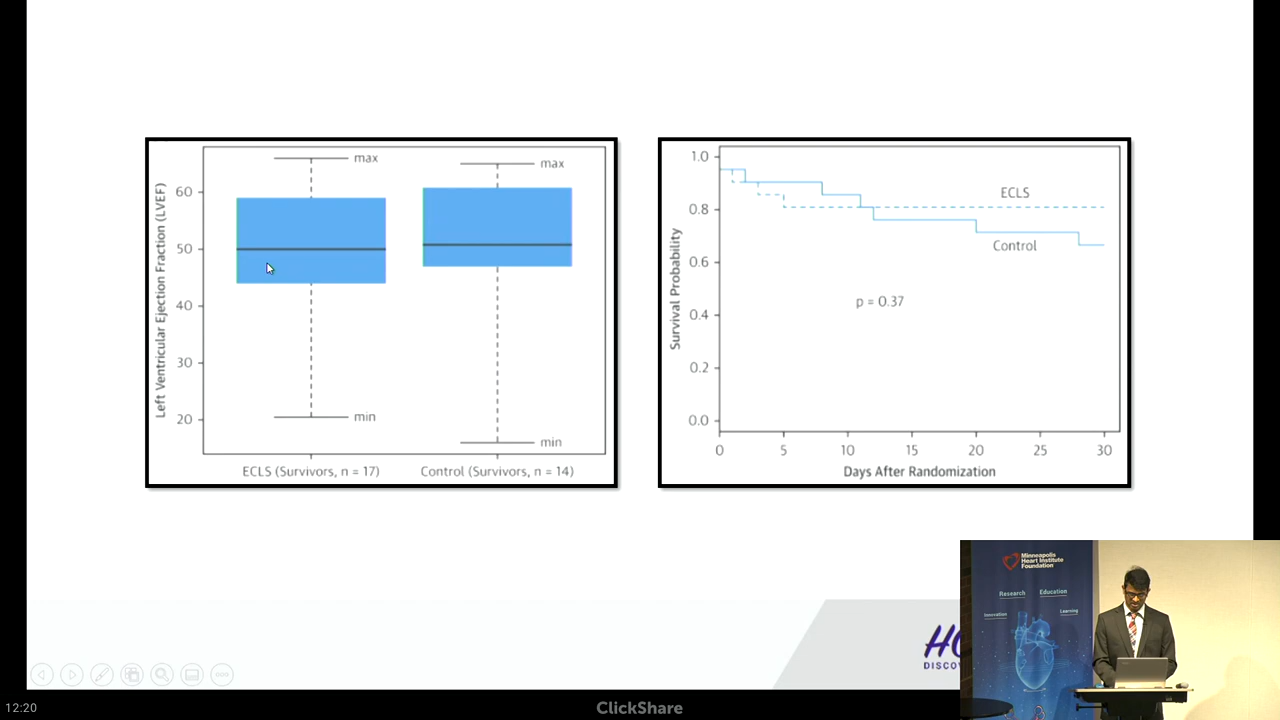 max
max
60
50
40
30
20
Left Ventricular Ejection Fraction (LVEF)
min
min
ECLS (Survivors, n = 17)
Control (Survivors, n = 14)
1.0
0.8
0.6
0.4
0.2
0.0
Survival Probability
ECLS
Control
p = 0.37
0 5 10 15 20 25 30
Days After Randomization
Minneapolis
Heart Institute
Foundation
Research Education
Innovation Learning
DISCO
12:20
ClickShare